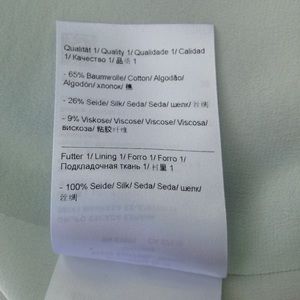 Qualität 1/ Quality 1/ Qualidade 1/ Calidad
1/ Качество 1/ 品质 1
- 65% Baumwolle/ Cotton/ Algodão/
Algodón/ хлопок/ 棉
- 26% Seide/ Silk/ Seda/ Seda/ шелк/ 丝绸
- 9% Viskose/ Viscose/ Viscose/ Viscosa/
вискоза/ 粘胶纤维
Futter 1/ Lining 1/ Forro 1/ Forro 1/
Подкладочная ткань 1/ 衬里 1
- 100% Seide/ Silk/ Seda/ Seda/ шелк/
丝绸